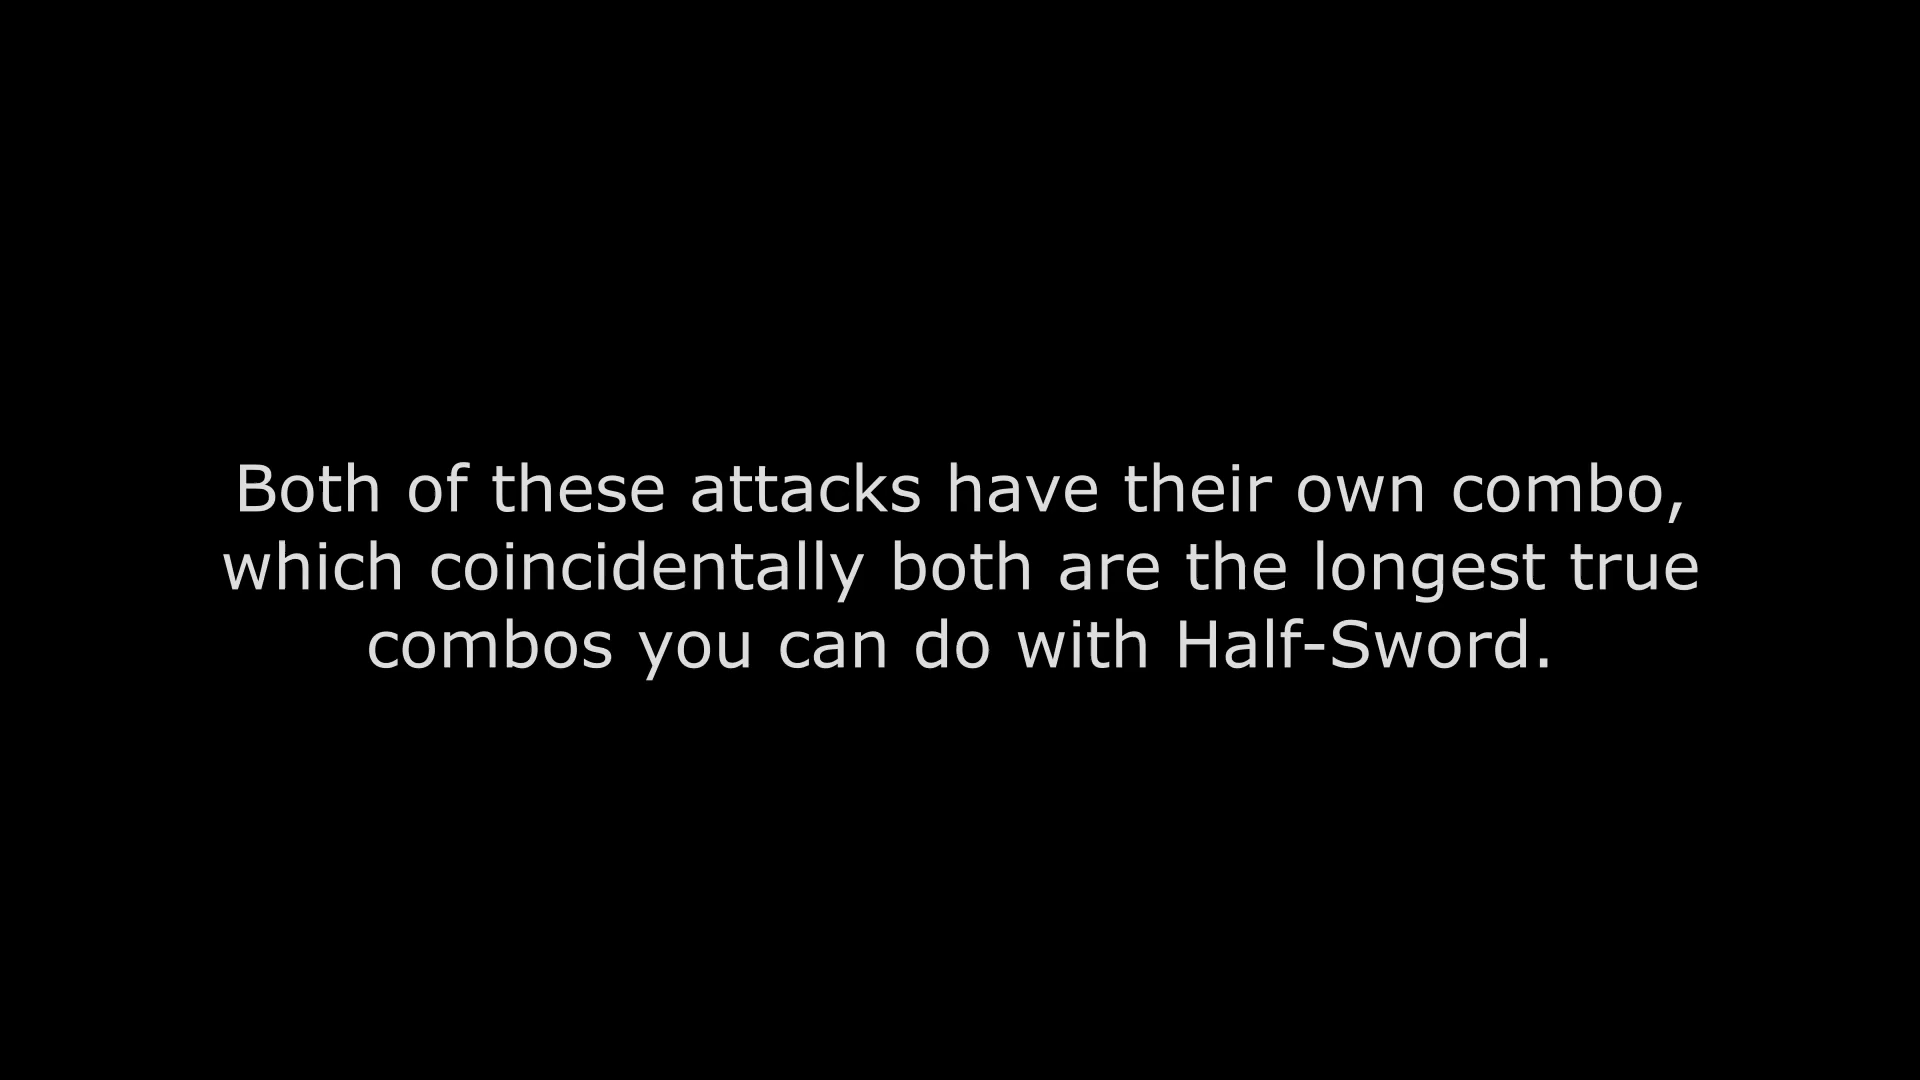 Both of these attacks have their own combo,
which coincidentally both are the longest true
combos you can do with Half-Sword.